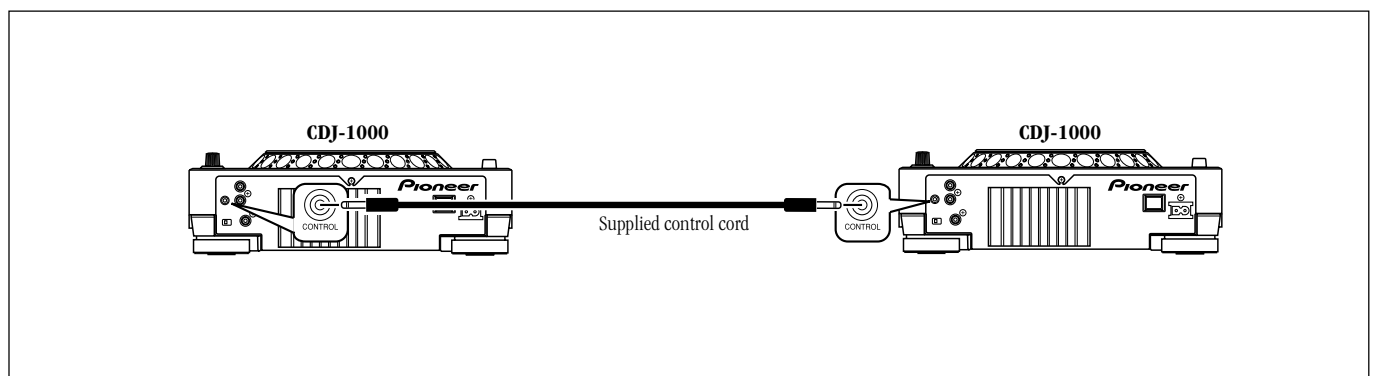 CDJ-1000
CDJ-1000
Pioneer
Pioneer
CONTROL
CONTROL
Supplied control cord